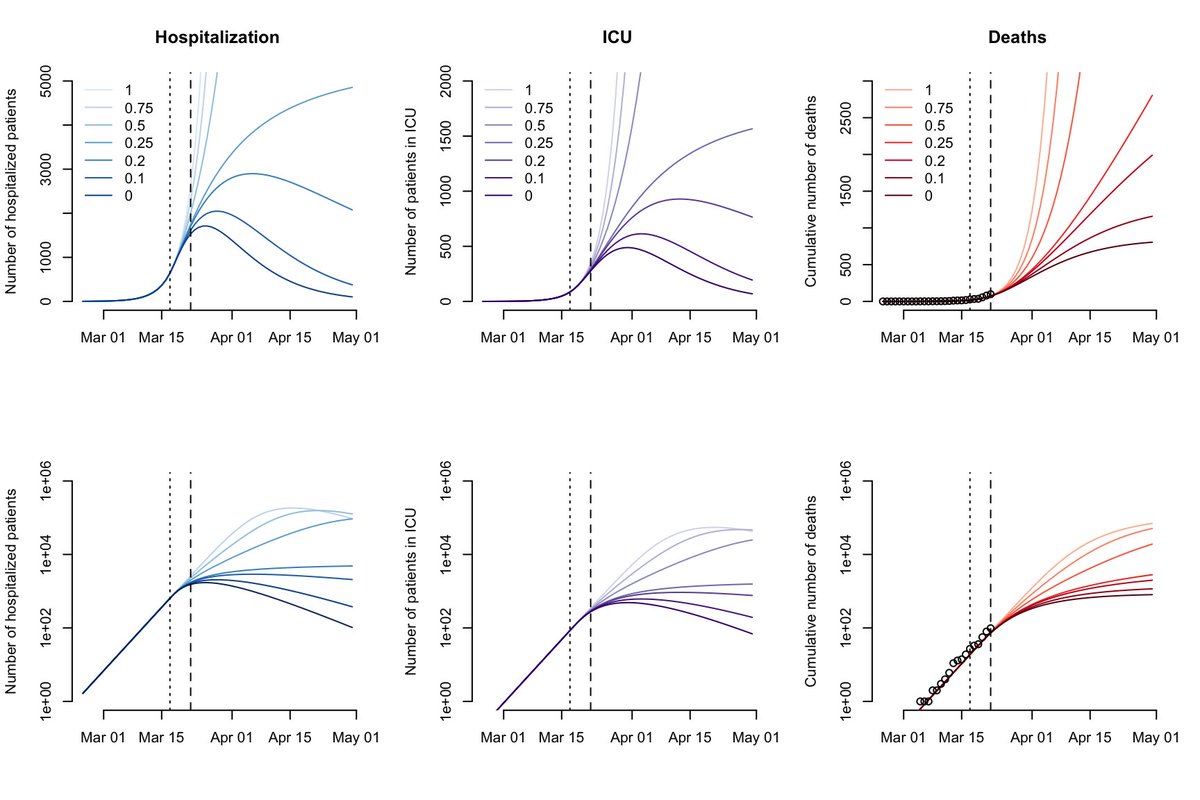 Hospitalization
Number of hospitalized patients
5000
3000
1000
0
1
0.75
0.5
0.25
0.2
0.1
0
Mar 01 Mar 15 Apr 01 Apr 15 May 01
ICU
Number of patients in ICU
2000
1500
1000
500
0
1
0.75
0.5
0.25
0.2
0.1
0
Mar 01 Mar 15 Apr 01 Apr 15 May 01
Deaths
Cumulative number of deaths
2500
1500
500
0
1
0.75
0.5
0.25
0.2
0.1
0
Mar 01 Mar 15 Apr 01 Apr 15 May 01
Number of hospitalized patients
1e+06
1e+04
1e+02
1e+00
Mar 01 Mar 15 Apr 01 Apr 15 May 01
Number of patients in ICU
1e+06
1e+04
1e+02
1e+00
Mar 01 Mar 15 Apr 01 Apr 15 May 01
Cumulative number of deaths
1e+06
1e+04
1e+02
1e+00
Mar 01 Mar 15 Apr 01 Apr 15 May 01